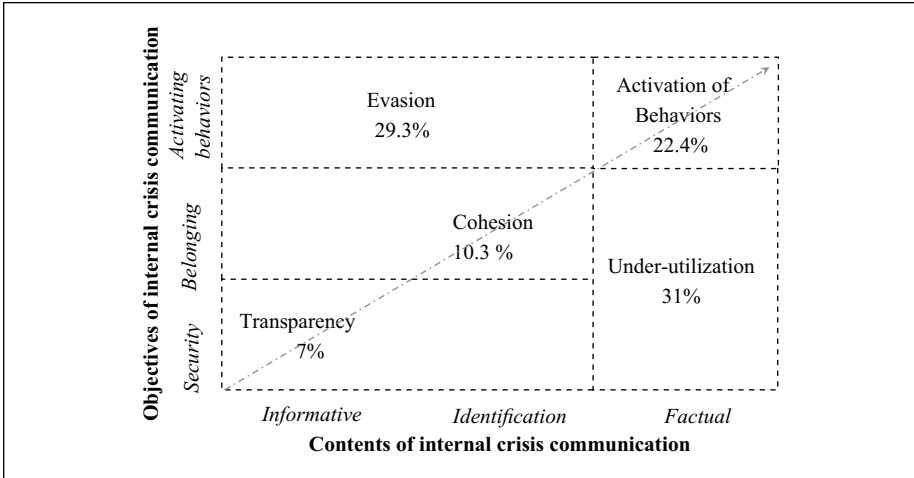 Objectives of internal crisis communication
Activating
behaviors
Belonging
Security
Evasion
29.3%
Activation of
Behaviors
22.4%
Cohesion
10.3 %
Under-utilization
31%
Transparency
7%
Informative
Identification
Factual
Contents of internal crisis communication